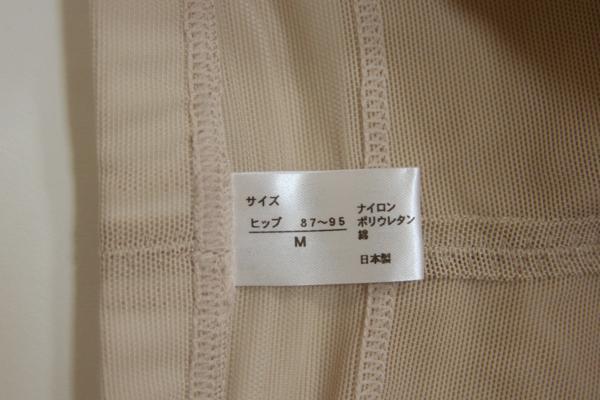 サイズ
ヒップ 87～95
M
ナイロン
ポリウレタン
綿
日本製